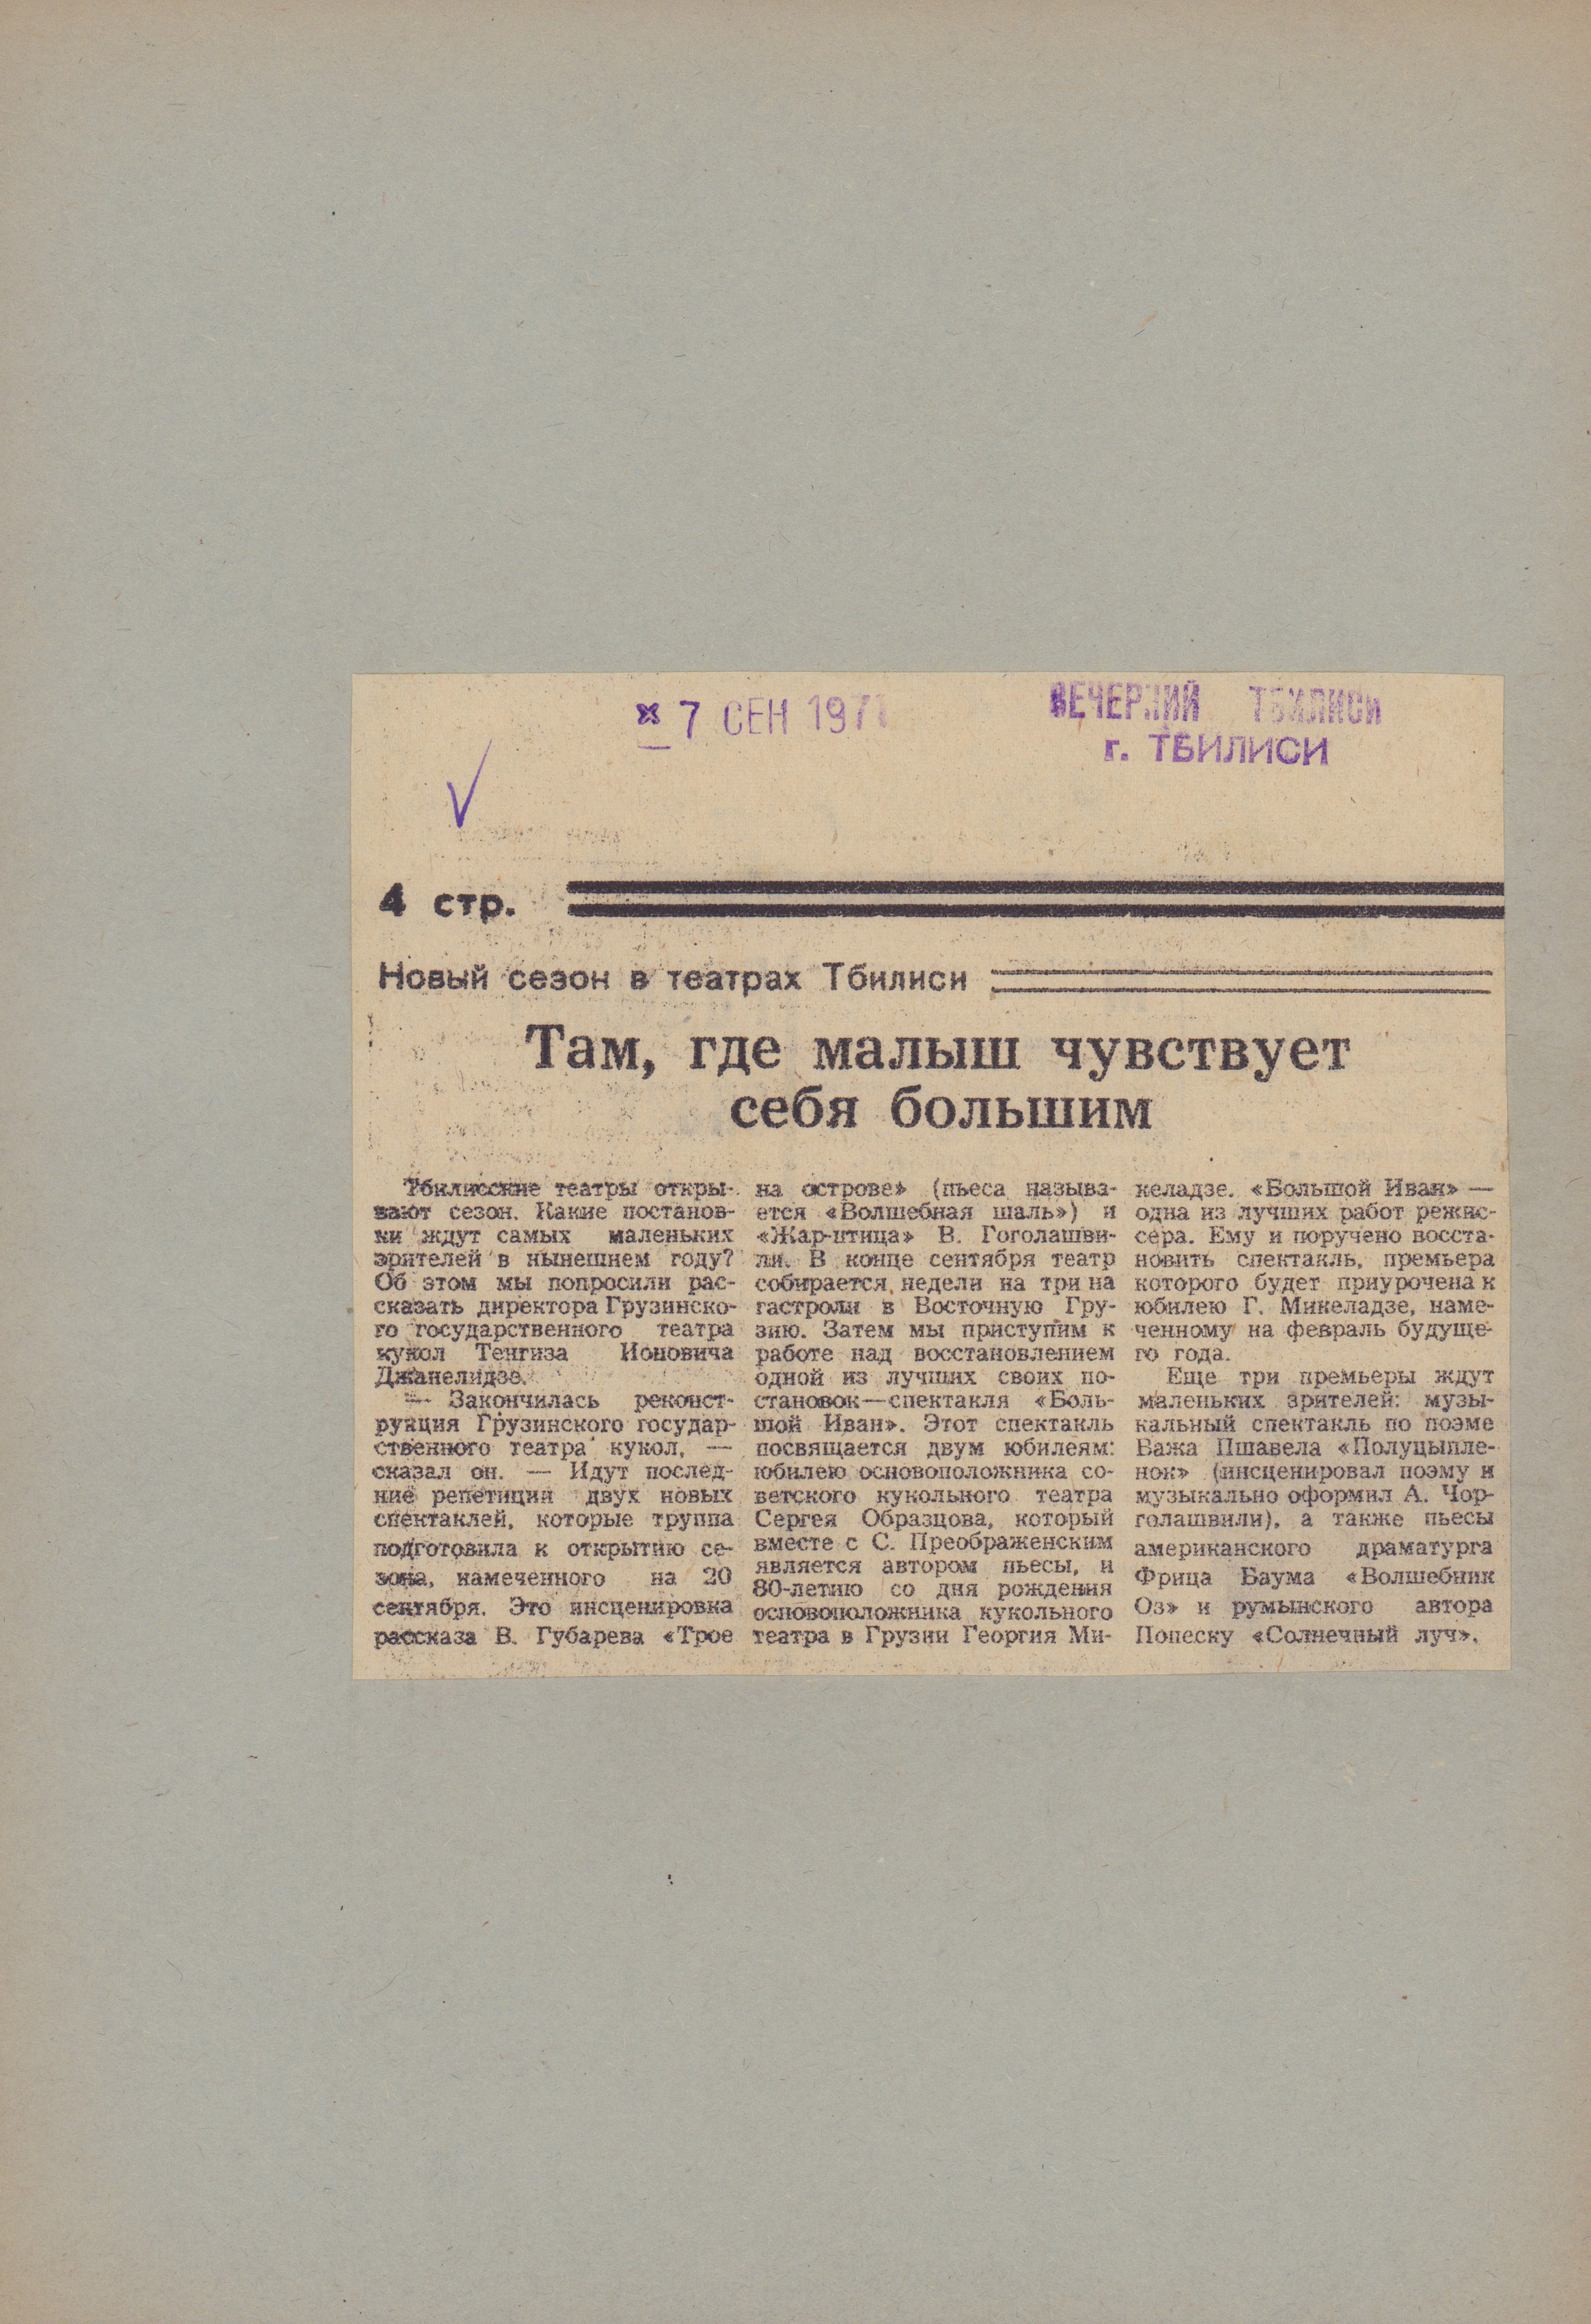 7 СЕН 197
ВЕЧЕРНИЙ ТБИЛИСИ
г. ТБИЛИСИ
4 стр.
Новый сезон в театрах Тбилиси
Там, где малыш чувствует
себя большим
Тбилисские театры откры-
вают сезон. Какие постанов-
ки ждут самых маленьких
зрителей в нынешнем году?
Об этом мы попросили рас-
сказать директора Грузинско-
го государственного театра
кукол Тенгиза Ионовича
Джанелидзе.
— Закончилась реконст-
рукция Грузинского государ-
ственного театра кукол, —
сказал он. — Идут послед-
ние репетиции двух новых
спектаклей, которые труппа
подготовила к открытию се-
зона, намеченного на 20
сентября. Это инсценировка
рассказа В. Губарева «Трое
на острове» (пьеса называ-
ется «Волшебная шаль») и
«Жар-птица» В. Гоголашви-
ли. В конце сентября театр
собирается недели на три на
гастроли в Восточную Гру-
зию. Затем мы приступим к
работе над восстановлением
одной из лучших своих по-
становок—спектакля «Боль-
шой Иван». Этот спектакль
посвящается двум юбилеям:
юбилею основоположника со-
ветского кукольного театра
Сергея Образцова, который
вместе с С. Преображенским
является автором пьесы, и
80-летию со дня рождения
основоположника кукольного
театра в Грузии Георгия Ми-
келадзе. «Большой Иван» —
одна из лучших работ режис-
сера. Ему и поручено восста-
новить спектакль, премьера
которого будет приурочена к
юбилею Г. Микеладзе, наме-
ченному на февраль будуще-
го года.
Еще три премьеры ждут
маленьких зрителей: музы-
кальный спектакль по поэме
Важа Пшавела «Полуцыпле-
нок» (инсценировал поэму и
музыкально оформил А. Чор-
голашвили), а также пьесы
американского драматурга
Фрица Баума «Волшебник
Оз» и румынского автора
Попеску «Солнечный луч».